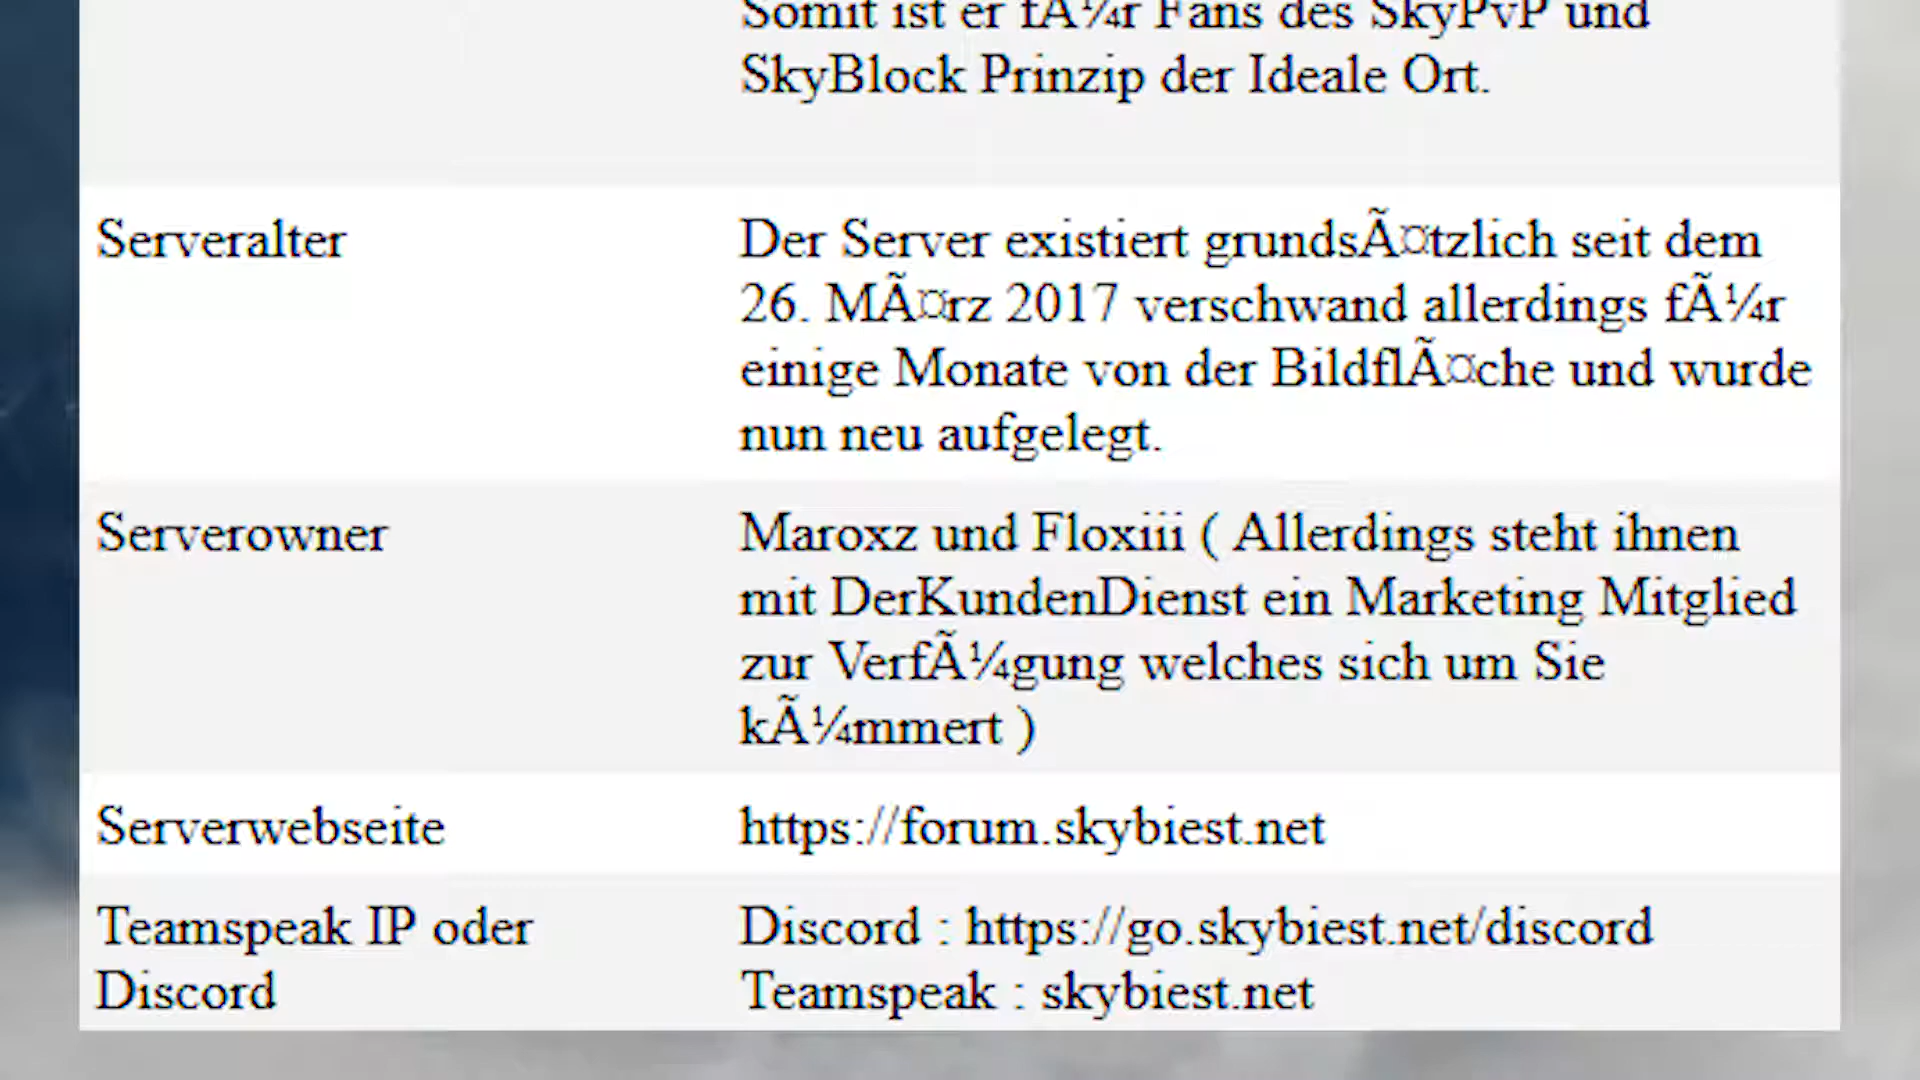 Somit ist er fÃ¼r Fans des SkyPvP und
SkyBlock Prinzip der Ideale Ort.
Serveralter
Der Server existiert grundsÃ¤tzlich seit dem
26. MÃ¤rz 2017 verschwand allerdings fÃ¼r
einige Monate von der BildflÃ¤che und wurde
nun neu aufgelegt.
Serverowner
Maroxz und Floxiii ( Allerdings steht ihnen
mit DerKundenDienst ein Marketing Mitglied
zur VerfÃ¼gung welches sich um Sie
kÃ¼mmert )
Serverwebseite
https://forum.skybiest.net
Teamspeak IP oder
Discord
Discord : https://go.skybiest.net/discord
Teamspeak : skybiest.net